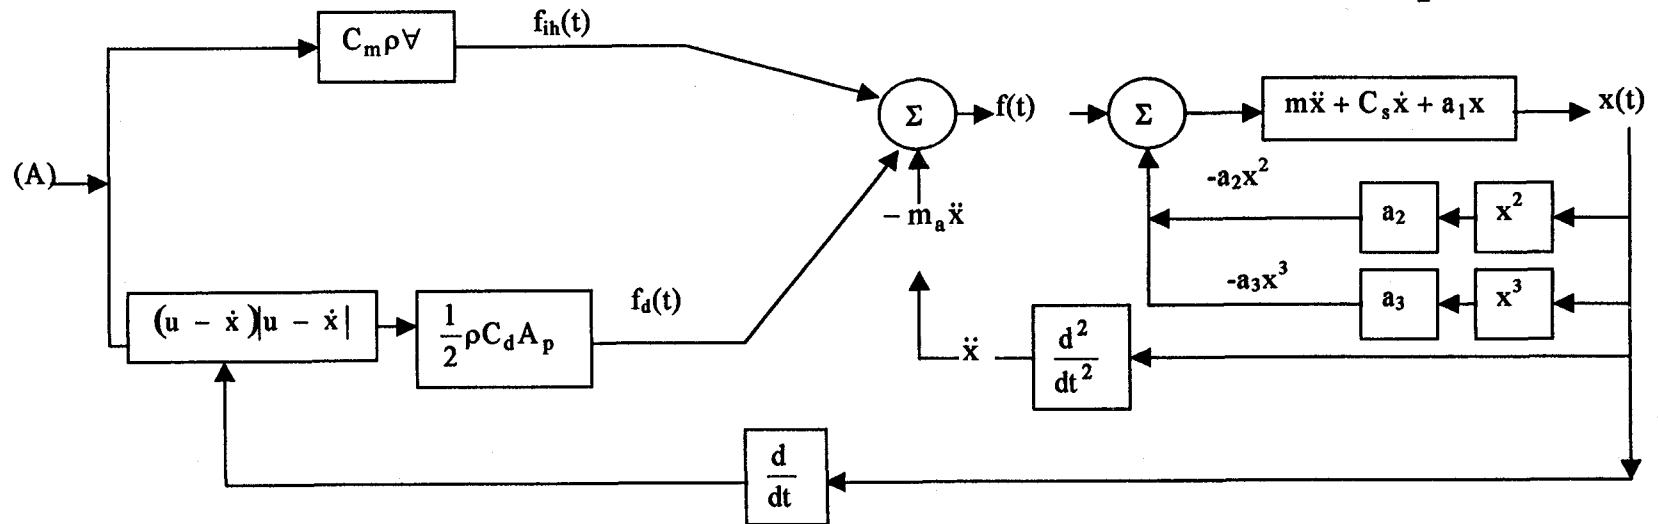 C_mρ∀
f_ih(t)
(A)
Σ
f(t)
Σ
mẍ + C_sẋ + a_1x
x(t)
-a_2x^2
a_2
x^2
− m_aẍ
-a_3x^3
a_3
x^3
(u - ẋ)|u - ẋ|
1/2 ρC_dA_p
f_d(t)
ẍ
d^2/dt^2
d/dt